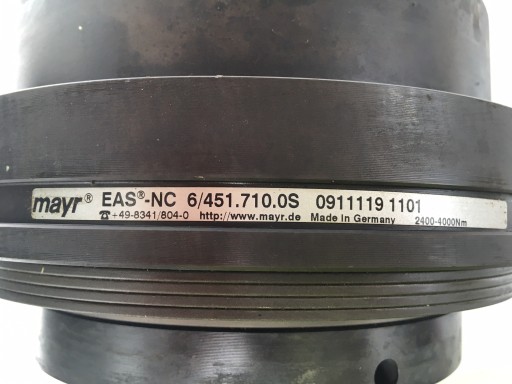 mayr® EAS®-NC 6/451.710.0S 0911119 1101
☎+49-8341/804-0 http://www.mayr.de Made in Germany 2400-4000Nm